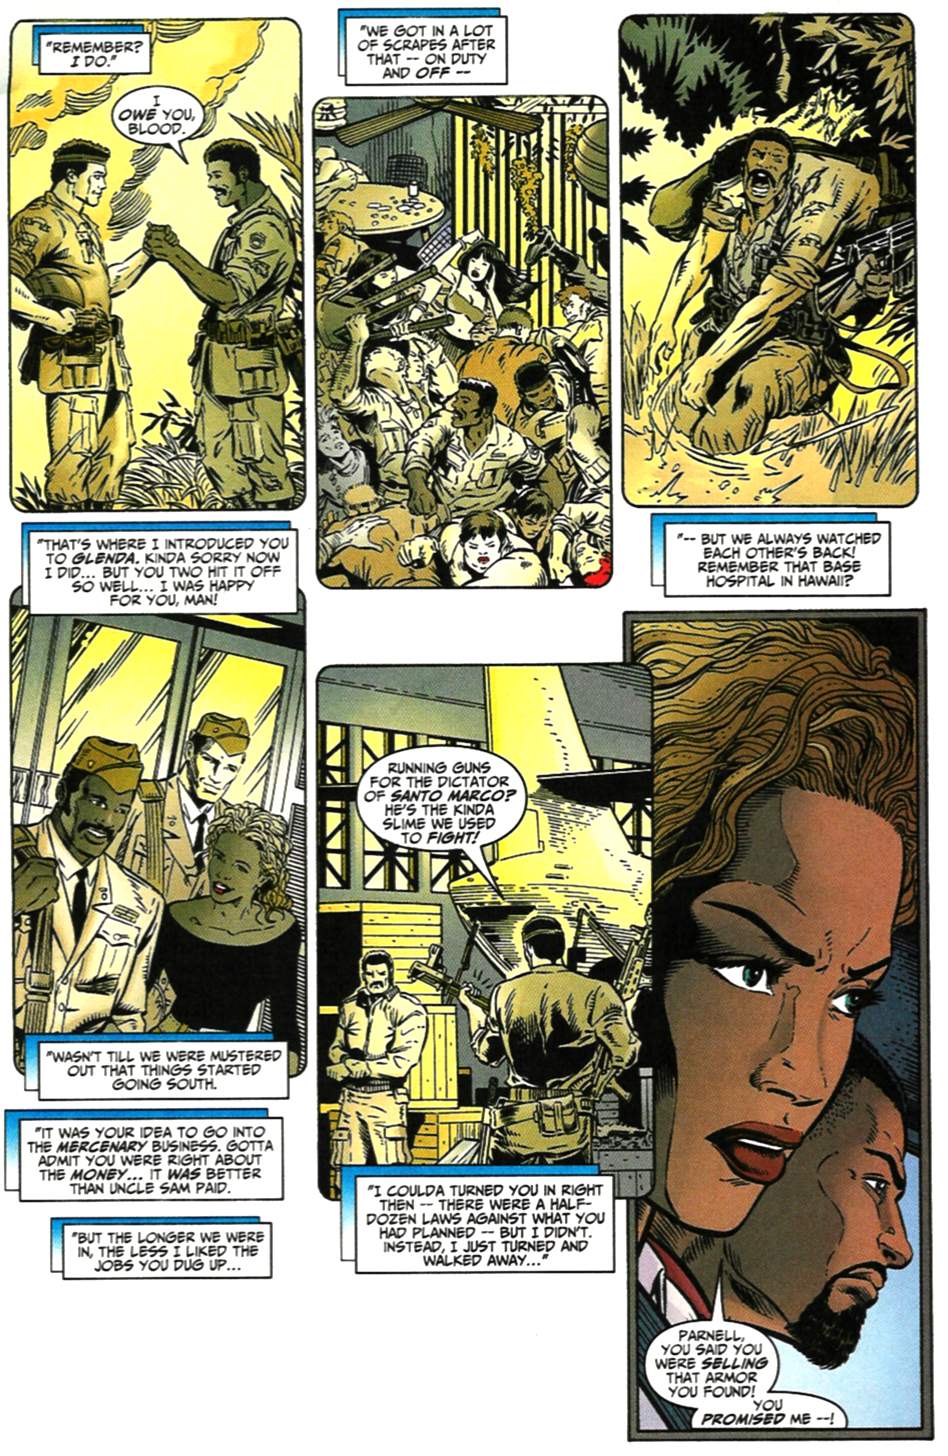 "REMEMBER?
I DO."
I
OWE YOU,
BLOOD.
"WE GOT IN A LOT
OF SCRAPES AFTER
THAT -- ON DUTY
AND OFF --
"-- BUT WE ALWAYS WATCHED
EACH OTHER'S BACK!
REMEMBER THAT BASE
HOSPITAL IN HAWAII?
"THAT'S WHERE I INTRODUCED YOU
TO GLENDA. KINDA SORRY NOW
I DID... BUT YOU TWO HIT IT OFF
SO WELL... I WAS HAPPY
FOR YOU, MAN!
"WASN'T TILL WE WERE MUSTERED
OUT THAT THINGS STARTED
GOING SOUTH.
"IT WAS YOUR IDEA TO GO INTO
THE MERCENARY BUSINESS. GOTTA
ADMIT YOU WERE RIGHT ABOUT
THE MONEY... IT WAS BETTER
THAN UNCLE SAM PAID.
"BUT THE LONGER WE WERE
IN, THE LESS I LIKED THE
JOBS YOU DUG UP...
RUNNING GUNS
FOR THE DICTATOR
OF SANTO MARCO?
HE'S THE KINDA
SLIME WE USED
TO FIGHT!
"I COULDA TURNED YOU IN RIGHT
THEN -- THERE WERE A HALF-
DOZEN LAWS AGAINST WHAT YOU
HAD PLANNED -- BUT I DIDN'T.
INSTEAD, I JUST TURNED AND
WALKED AWAY..."
PARNELL,
YOU SAID YOU
WERE SELLING
THAT ARMOR
YOU FOUND!
YOU
PROMISED ME --!